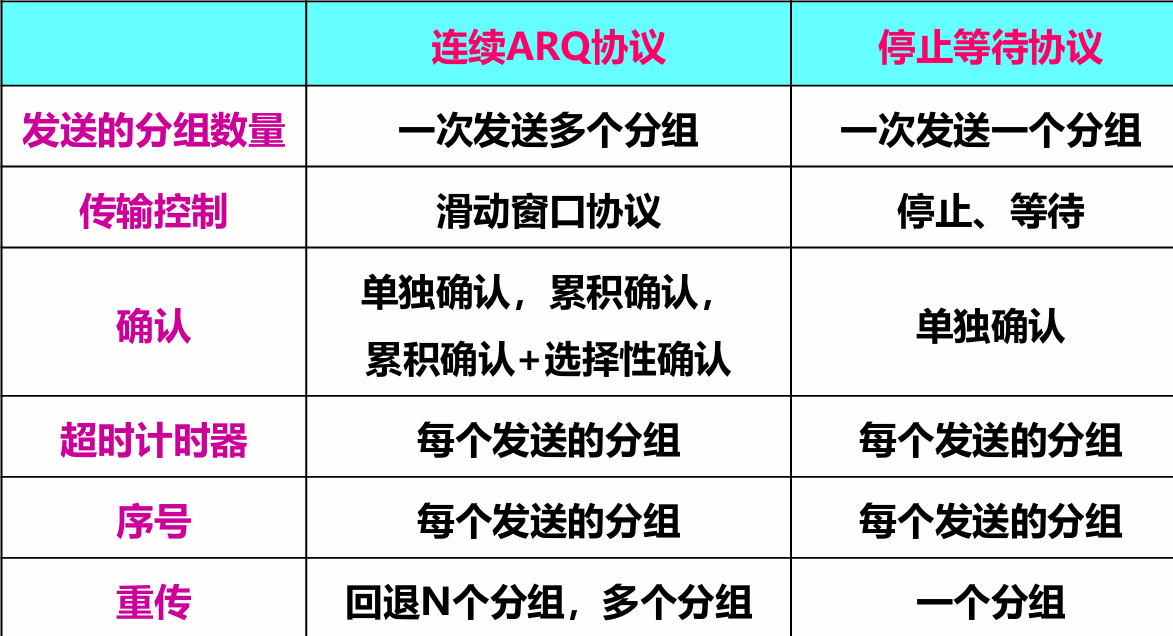 连续ARQ协议
停止等待协议
发送的分组数量
一次发送多个分组
一次发送一个分组
传输控制
滑动窗口协议
停止、等待
确认
单独确认，累积确认，
累积确认+选择性确认
单独确认
超时计时器
每个发送的分组
每个发送的分组
序号
每个发送的分组
每个发送的分组
重传
回退N个分组，多个分组
一个分组